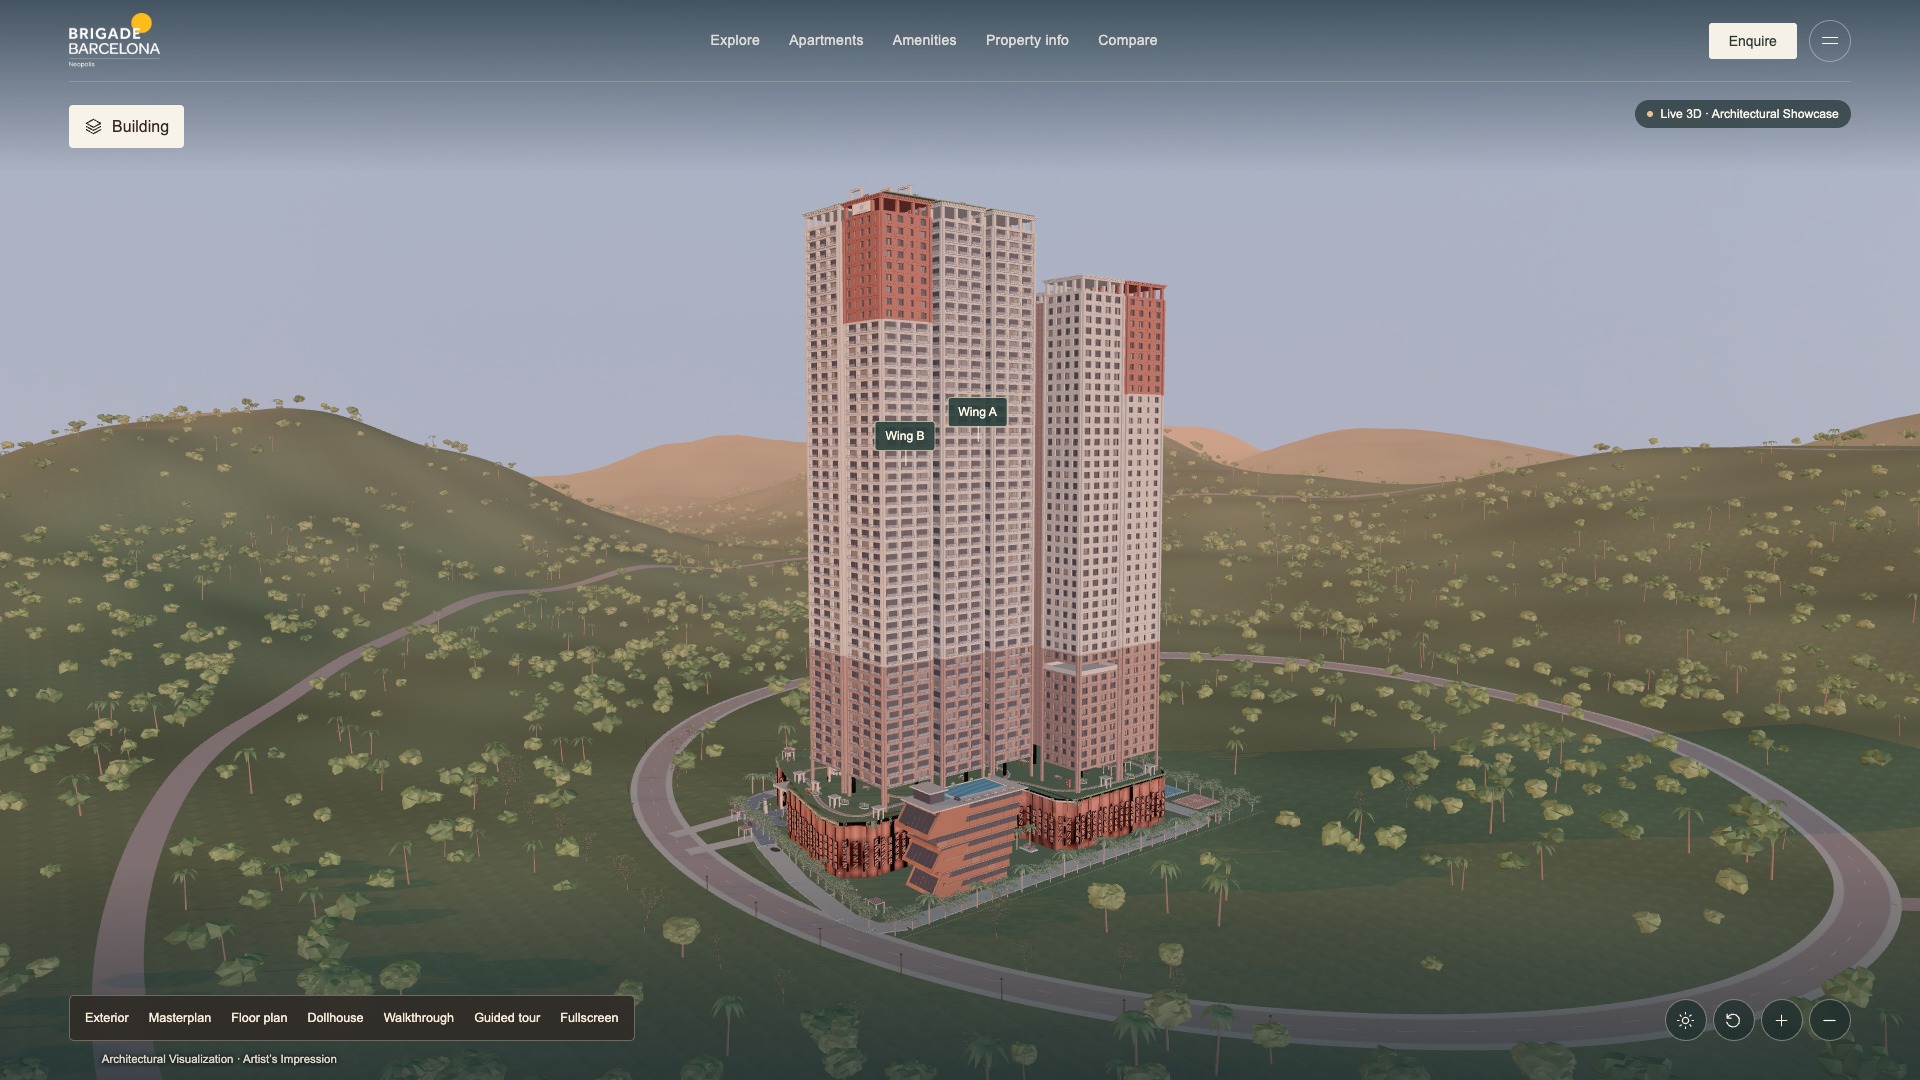 BRIGADE
BARCELONA
Neopolis
Explore
Apartments
Amenities
Property info
Compare
Enquire
Building
Live 3D · Architectural Showcase
Wing A
Wing B
Exterior
Masterplan
Floor plan
Dollhouse
Walkthrough
Guided tour
Fullscreen
Architectural Visualization · Artist's Impression